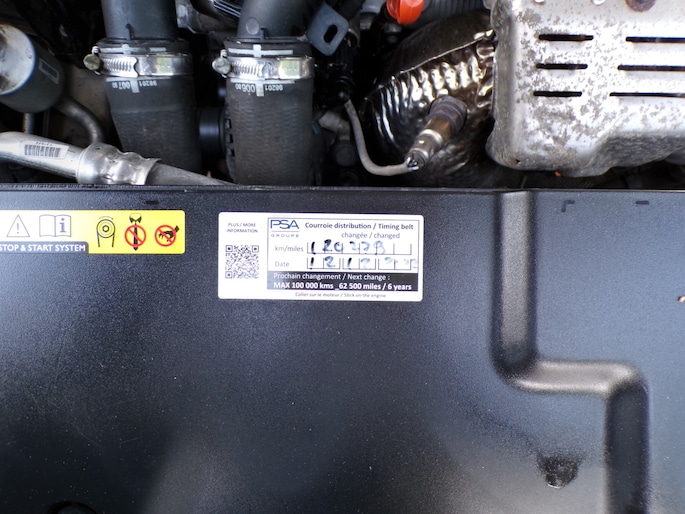 STOP & START SYSTEM
PLUS / MORE
INFORMATION
PSA
GROUPE
Courroie distribution / Timing belt
changée / changed
km/miles
Date
Prochain changement / Next change :
MAX 100 000 kms _62 500 miles / 6 years
Coller sur le moteur / Stick on the engine